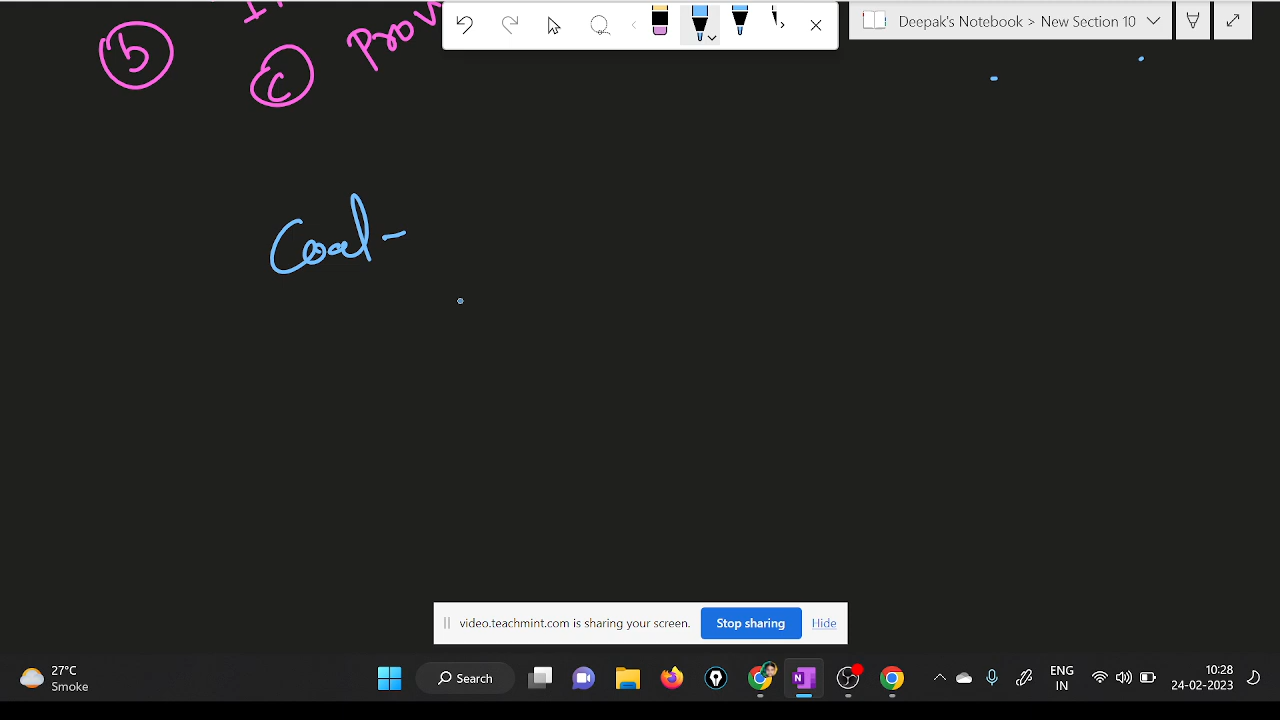 Deepak's Notebook > New Section 10
b
c Prov
Coal-
video.teachmint.com is sharing your screen.
Stop sharing
Hide
27°C
Smoke
Search
ENG
IN
10:28
24-02-2023